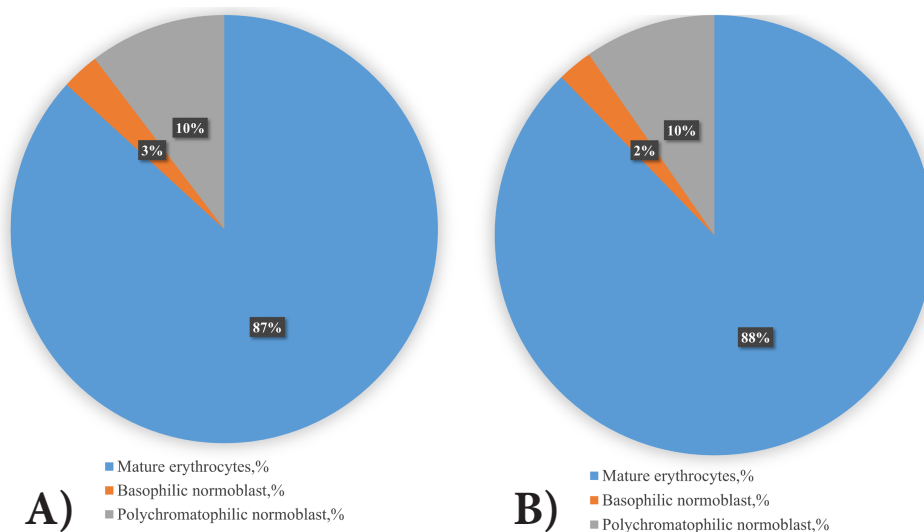 10%
3%
87%
Mature erythrocytes,%
Basophilic normoblast,%
Polychromatophilic normoblast,%
A)
10%
2%
88%
Mature erythrocytes,%
Basophilic normoblast,%
Polychromatophilic normoblast,%
B)